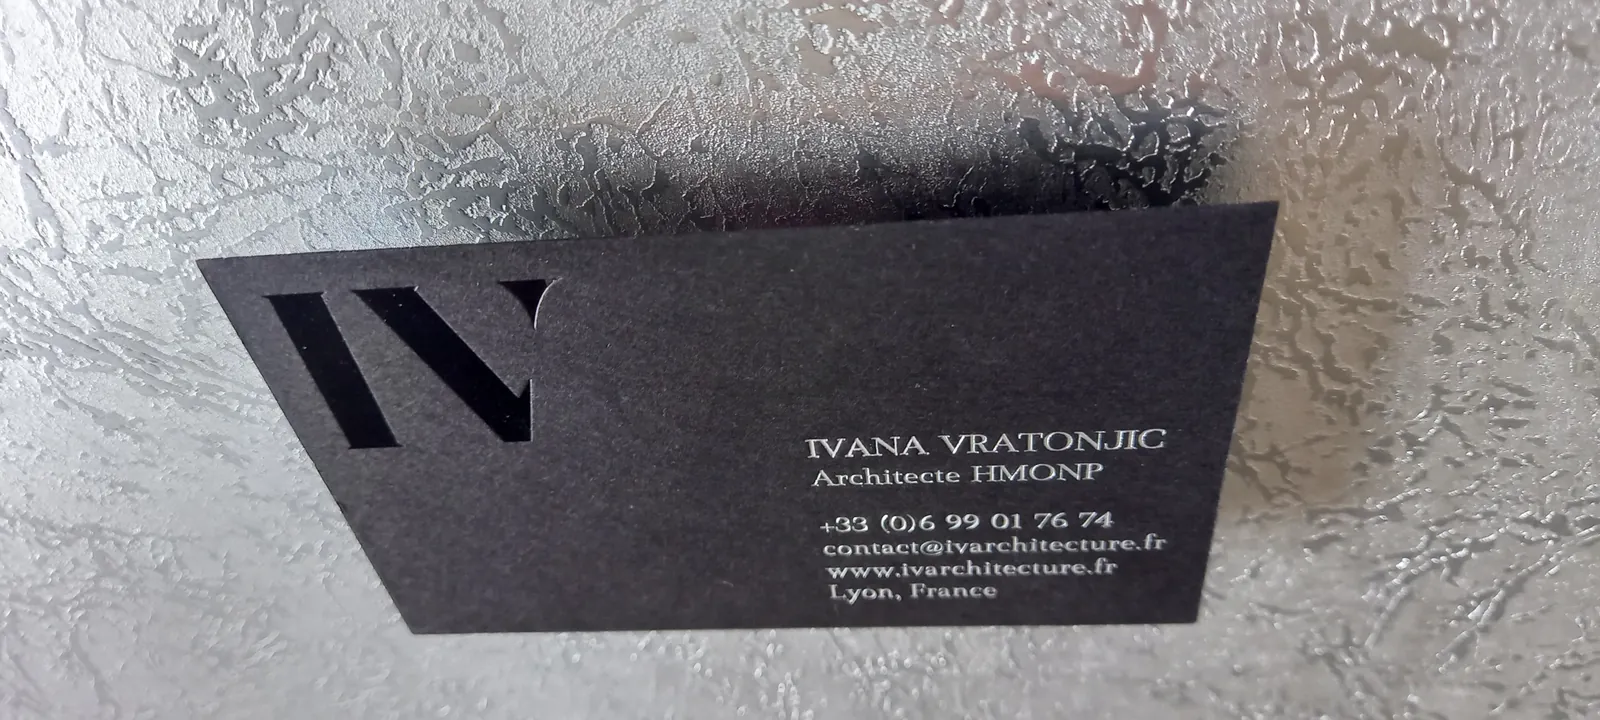 IV
IVANA VRATONJIC
Architecte HMONP
+33 (0)6 99 01 76 74
contact@ivarchitecture.fr
www.ivarchitecture.fr
Lyon, France